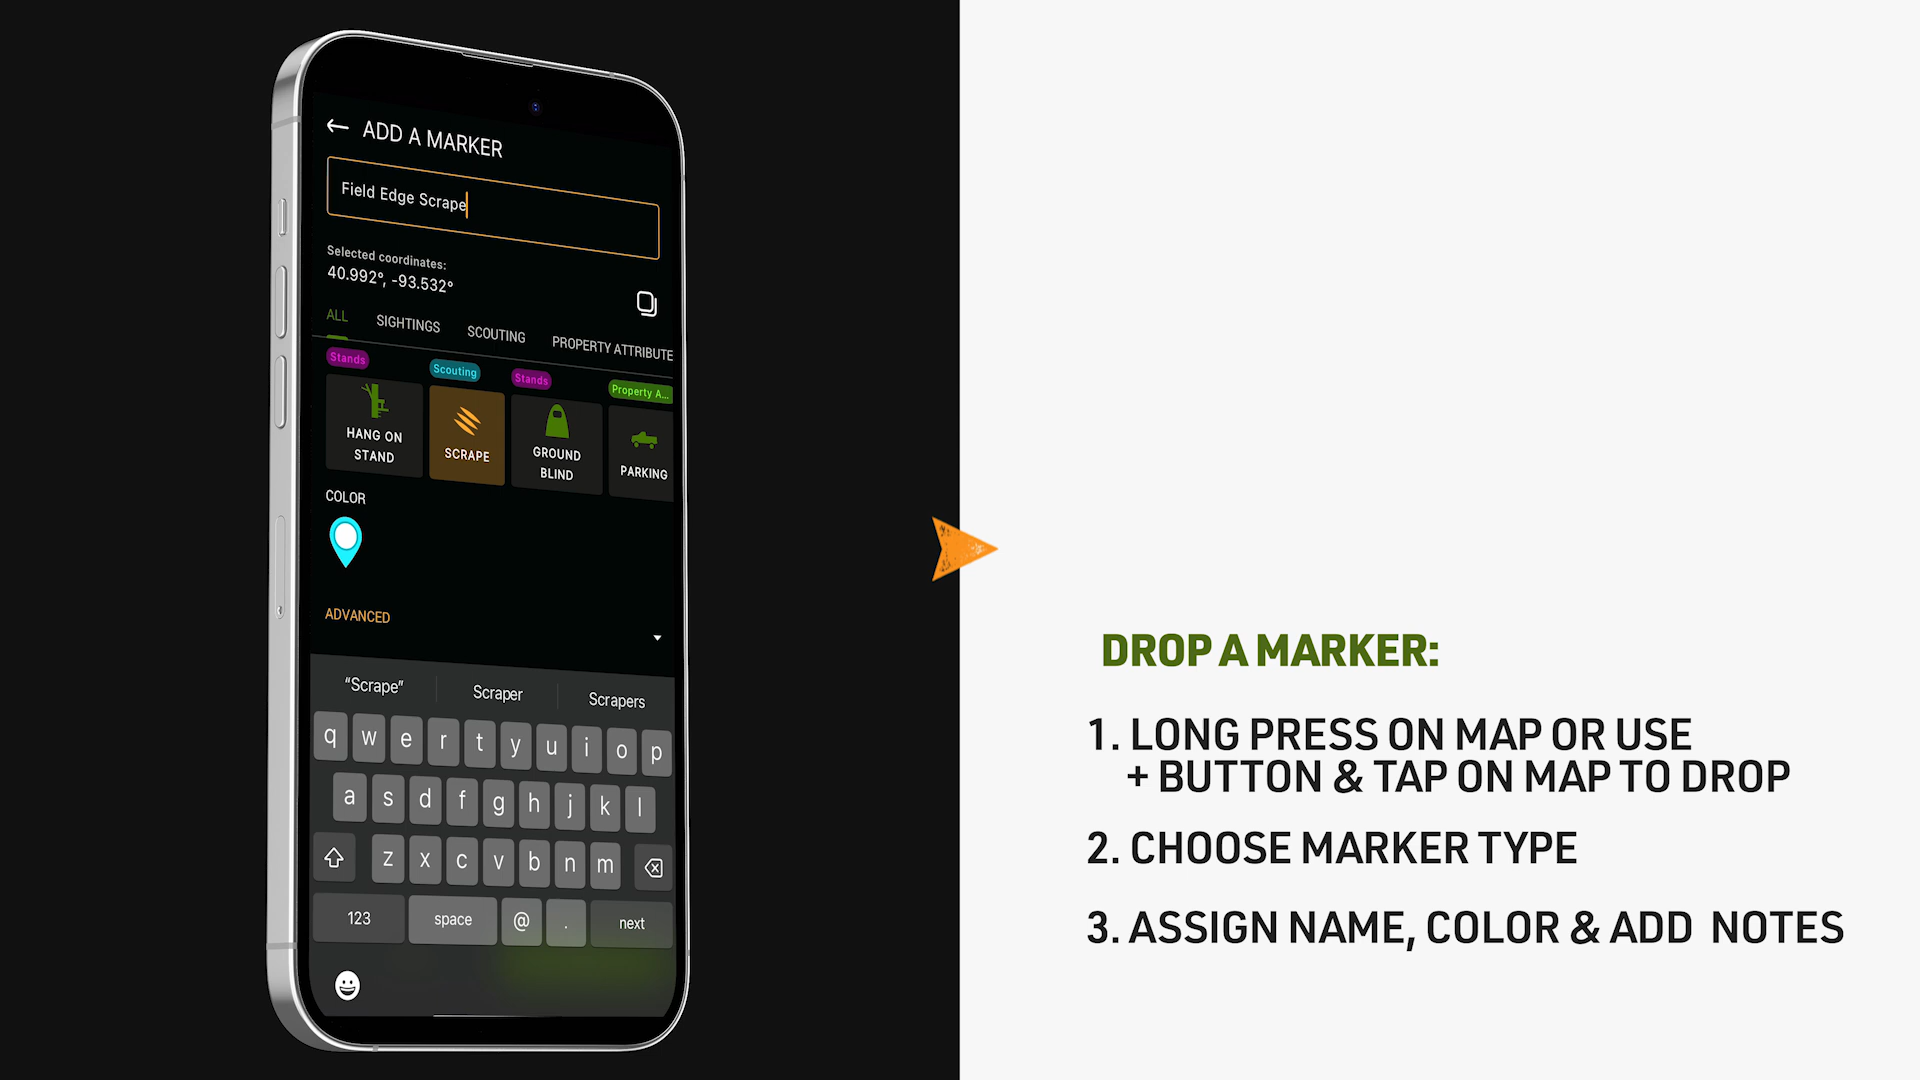 ADD A MARKER
Field Edge Scrape
Selected coordinates:
40.992°, -93.532°
ALL SIGHTINGS SCOUTING PROPERTY ATTRIBUTE
Stands Scouting Stands Property A...
HANG ON
STAND
SCRAPE
GROUND
BLIND
PARKING
COLOR
ADVANCED
“Scrape” Scraper Scrapers
q w e r t y u i o p
a s d f g h j k l
z x c v b n m
123 space @ . next
DROP A MARKER:
1. LONG PRESS ON MAP OR USE
+ BUTTON & TAP ON MAP TO DROP
2. CHOOSE MARKER TYPE
3. ASSIGN NAME, COLOR & ADD NOTES